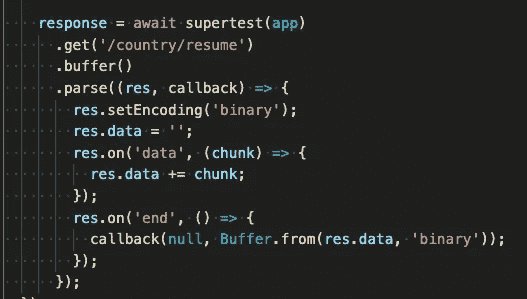 response = await supertest(app)
.get('/country/resume')
.buffer()
.parse((res, callback) => {
res.setEncoding('binary');
res.data = '';
res.on('data', (chunk) => {
res.data += chunk;
});
res.on('end', () => {
callback(null, Buffer.from(res.data, 'binary'));
});
});